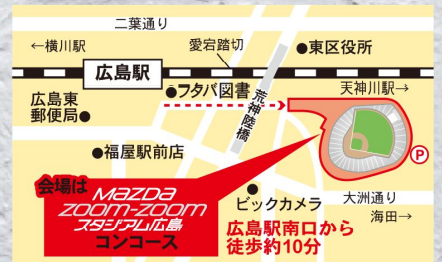 二葉通り
←横川駅
愛宕踏切
●東区役所
広島駅
●フタバ図書
天神川駅→
広島東
郵便局●
荒神陸橋
●福屋駅前店
P
会場は
MAZDA
ZOOM-ZOOM
スタジアム広島
コンコース
ビックカメラ
大洲通り
海田→
広島駅南口から
徒歩約10分